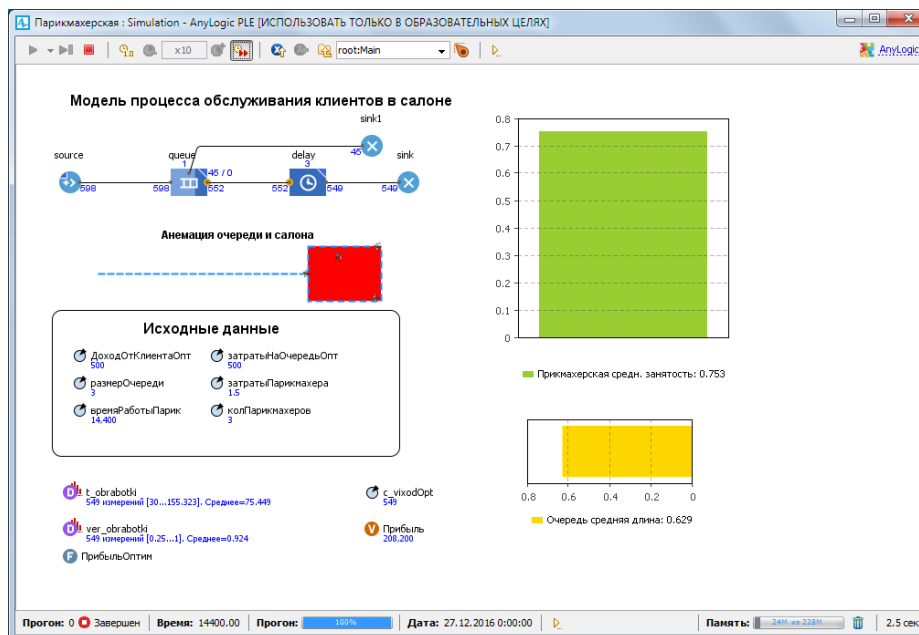 Парикмахерская : Simulation - AnyLogic PLE [ИСПОЛЬЗОВАТЬ ТОЛЬКО В ОБРАЗОВАТЕЛЬНЫХ ЦЕЛЯХ]
x10 root:Main AnyLogic
Модель процесса обслуживания клиентов в салоне
sink1
source queue delay sink
1 3 45
45 / 0
598 598 552 552 549 549
Анемация очереди и салона
Исходные данные
ДоходОтКлиентаОпт затратыНаОчередьОпт
500 500
размерОчереди затратыПарикмахера
3 1.5
времяРаботыПарик колПарикмахеров
14,400 3
t_obrabotki c_vixodOpt
549 измерений [30...155.323]. Среднее=75.449 549
ver_obrabotki Прибыль
549 измерений [0.25...1]. Среднее=0.924 208,200
F ПрибыльОптим
0.8
0.7
0.6
0.5
0.4
0.3
0.2
0.1
0
Прикмахерская средн. занятость: 0.753
0.8 0.6 0.4 0.2 0
Очередь средняя длина: 0.629
Прогон: 0 Завершен Время: 14400.00 Прогон: 100% Дата: 27.12.2016 0:00:00 Память: 24M из 228M 2.5 сек